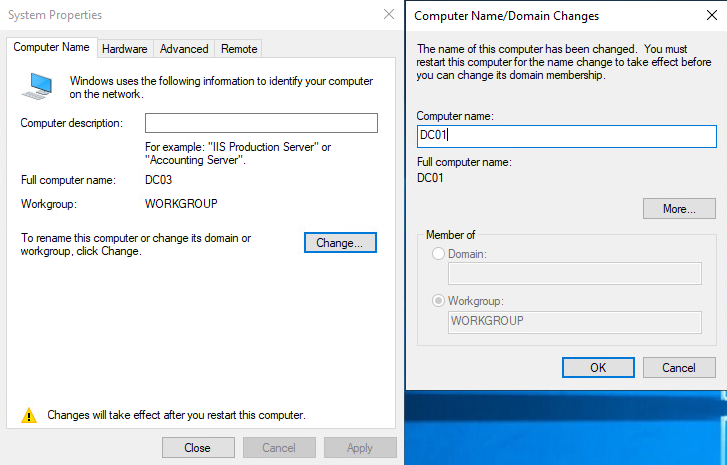 System Properties
Computer Name
Hardware
Advanced
Remote
Windows uses the following information to identify your computer
on the network.
Computer description:
For example: "IIS Production Server" or
"Accounting Server".
Full computer name:
DC03
Workgroup:
WORKGROUP
To rename this computer or change its domain or
workgroup, click Change.
Change...
Changes will take effect after you restart this computer.
Close
Cancel
Apply
Computer Name/Domain Changes
The name of this computer has been changed.  You must
restart this computer for the name change to take effect before
you can change its domain membership.
Computer name:
DC01
Full computer name:
DC01
More...
Member of
Domain:
Workgroup:
WORKGROUP
OK
Cancel